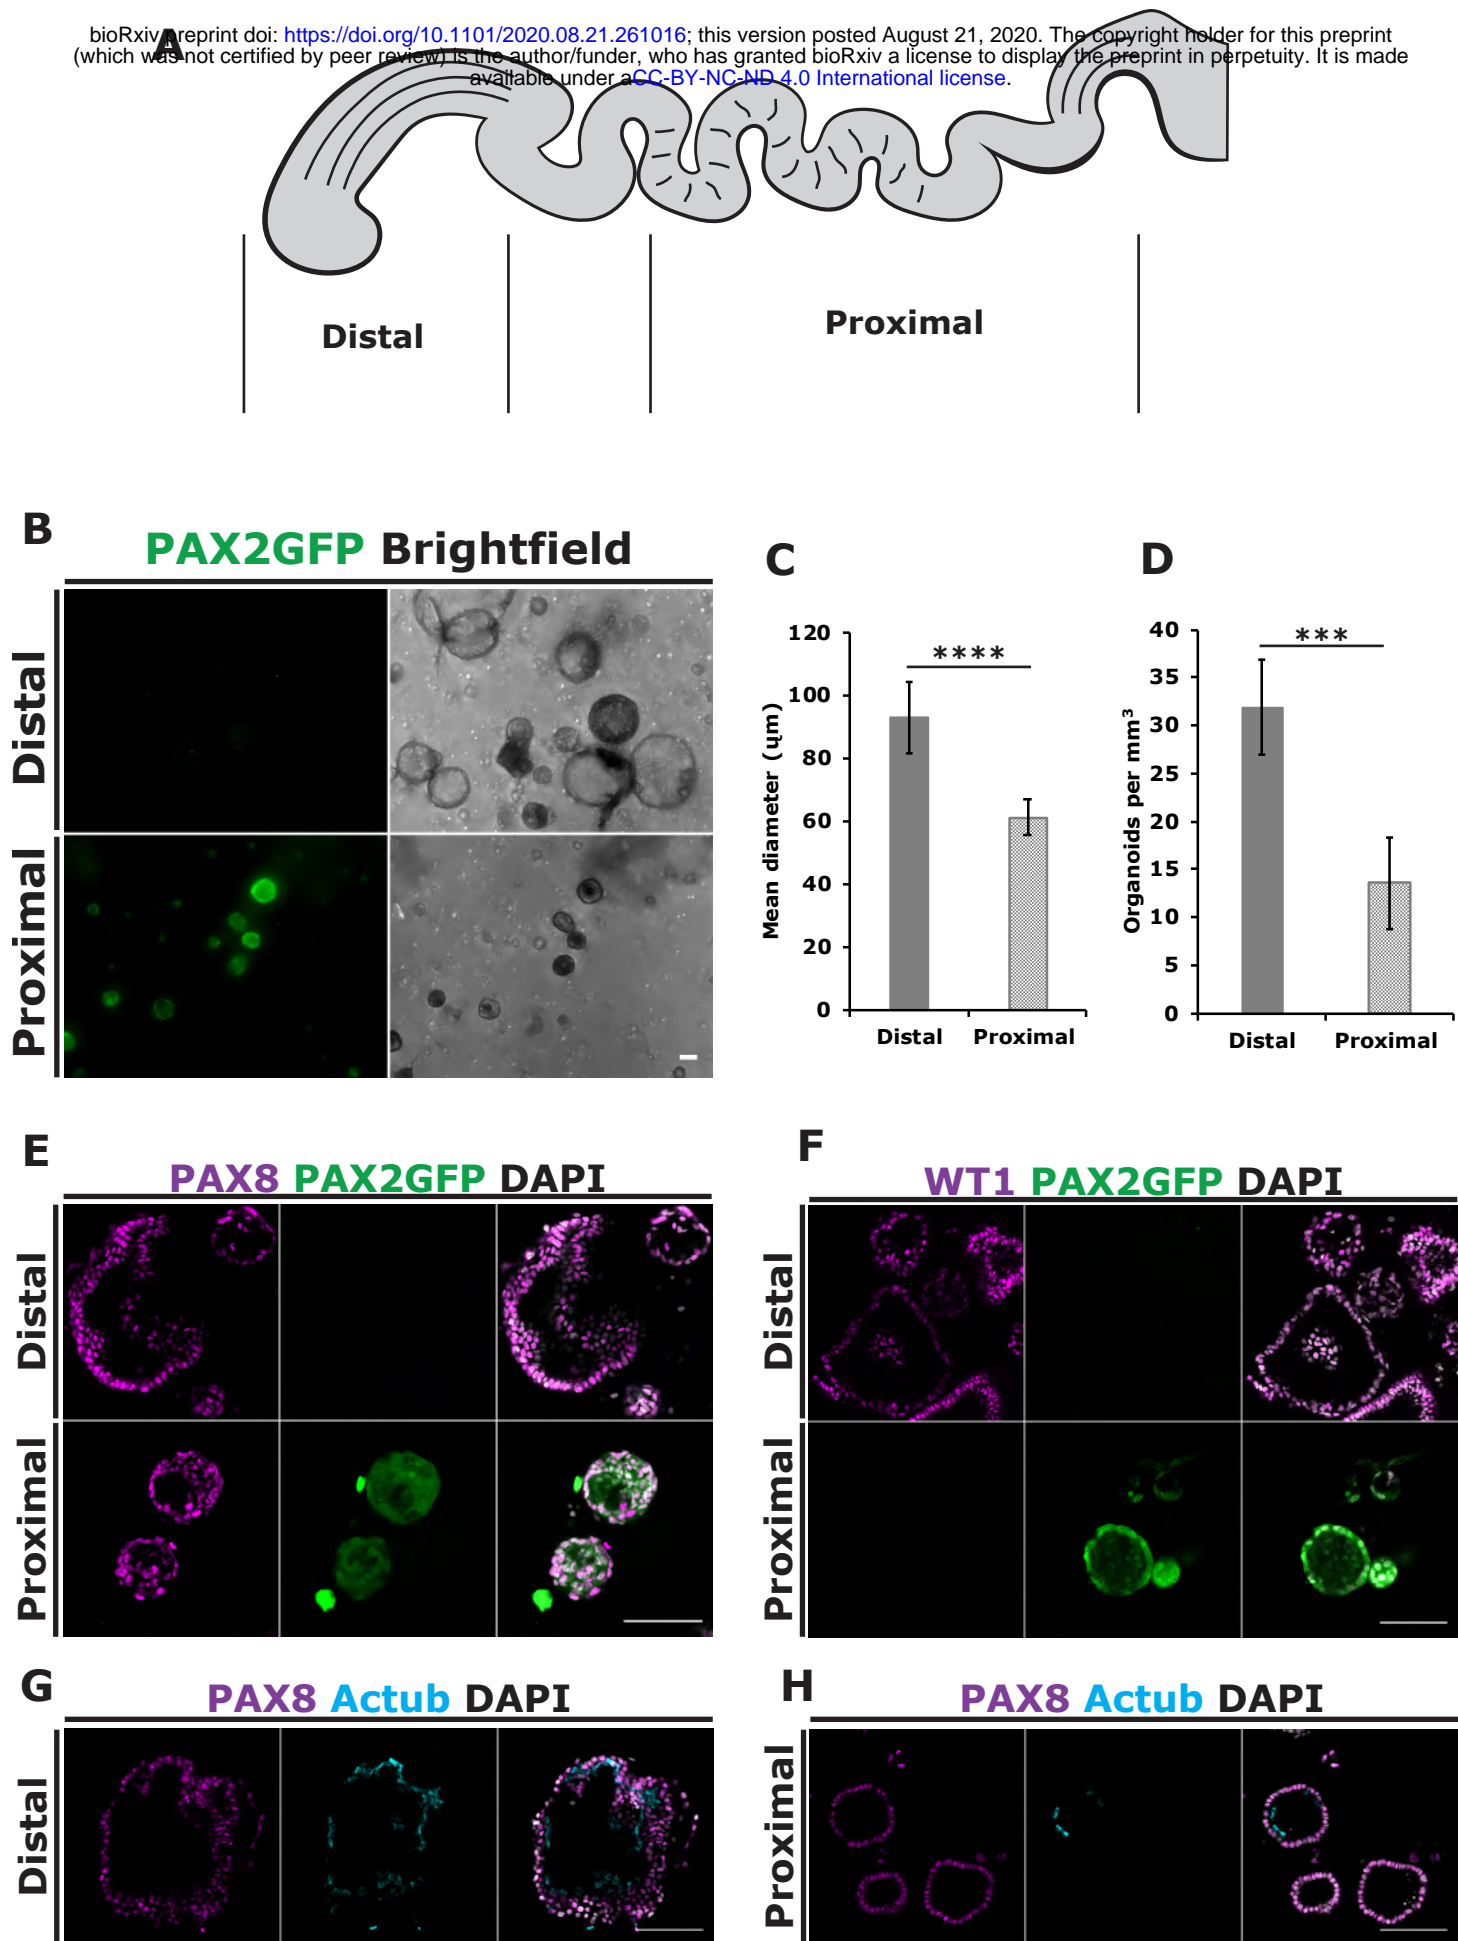 bioRxiv preprint doi: https://doi.org/10.1101/2020.08.21.261016; this version posted August 21, 2020. The copyright holder for this preprint
(which was not certified by peer review) is the author/funder, who has granted bioRxiv a license to display the preprint in perpetuity. It is made
available under aCC-BY-NC-ND 4.0 International license.
A
Distal
Proximal
B
PAX2GFP Brightfield
Distal
Proximal
C
120
100
80
60
40
20
0
Mean diameter (ųm)
****
Distal Proximal
D
40
35
30
25
20
15
10
5
0
Organoids per mm³
***
Distal Proximal
E
PAX8 PAX2GFP DAPI
Distal
Proximal
F
WT1 PAX2GFP DAPI
Distal
Proximal
G
PAX8 Actub DAPI
Distal
H
PAX8 Actub DAPI
Proximal